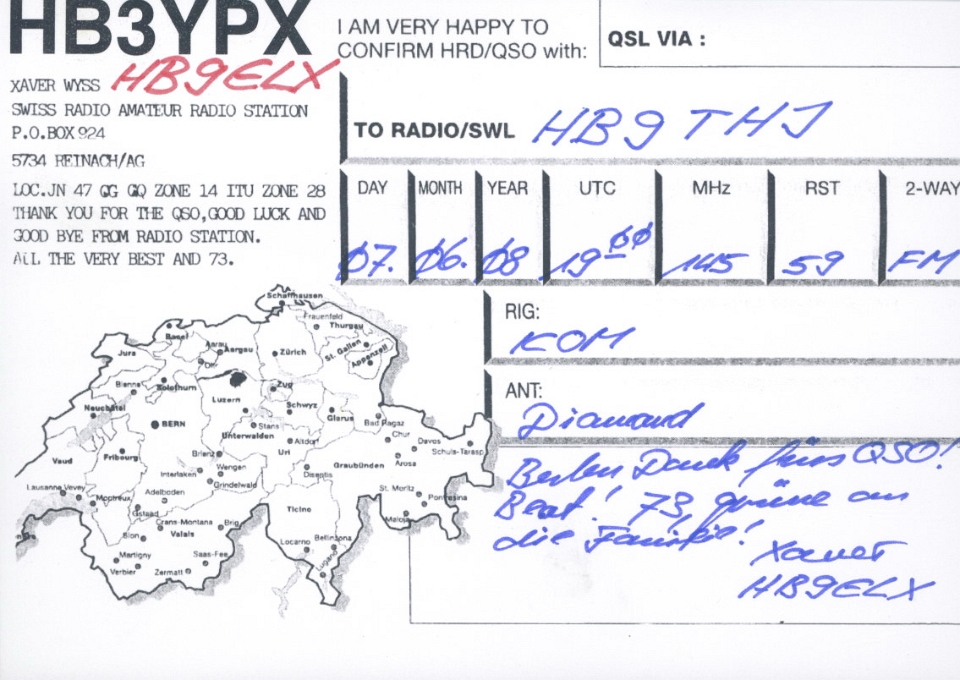 HB3YPX
HB9ELX
XAVER WYSS
SWISS RADIO AMATEUR RADIO STATION
P.O.BOX 924
5734 REINACH/AG
LOC.JN 47 QG CQ ZONE 14 ITU ZONE 28
THANK YOU FOR THE QSO,GOOD LUCK AND
GOOD BYE FROM RADIO STATION.
ALL THE VERY BEST AND 73.
I AM VERY HAPPY TO
CONFIRM HRD/QSO with:
QSL VIA :
TO RADIO/SWL HB9THJ
DAY MONTH YEAR UTC MHz RST 2-WAY
07. 06. 08 19 00 145 59 FM
RIG:
KOM
ANT:
Diamand
Besten Dank fürs QSO!
Beat! 73, grüsse an
die Familie!
Xaver
HB9ELX
Schaffhausen
Frauenfeld
Thurgau
Basel
Aarau
Aargau
Zürich
St. Gallen
Appenzell
Jura
Olten
Bienne
Solothurn
Zug
Luzern
Schwyz
Neuchâtel
Glarus
BERN
Stans
Unterwalden
Altdorf
Bad Ragaz
Chur
Davos
Schuls-Tarasp
Vaud
Fribourg
Brienz
Uri
Arosa
Interlaken
Wengen
Grindelwald
Disentis
Graubünden
Lausanne
Vevey
Montreux
Adelboden
St. Moritz
Pontresina
Gstaad
Ticino
Maloja
Crans-Montana
Brig
Sion
Valais
Locarno
Bellinzona
Martigny
Saas-Fee
Verbier
Zermatt
Lugano